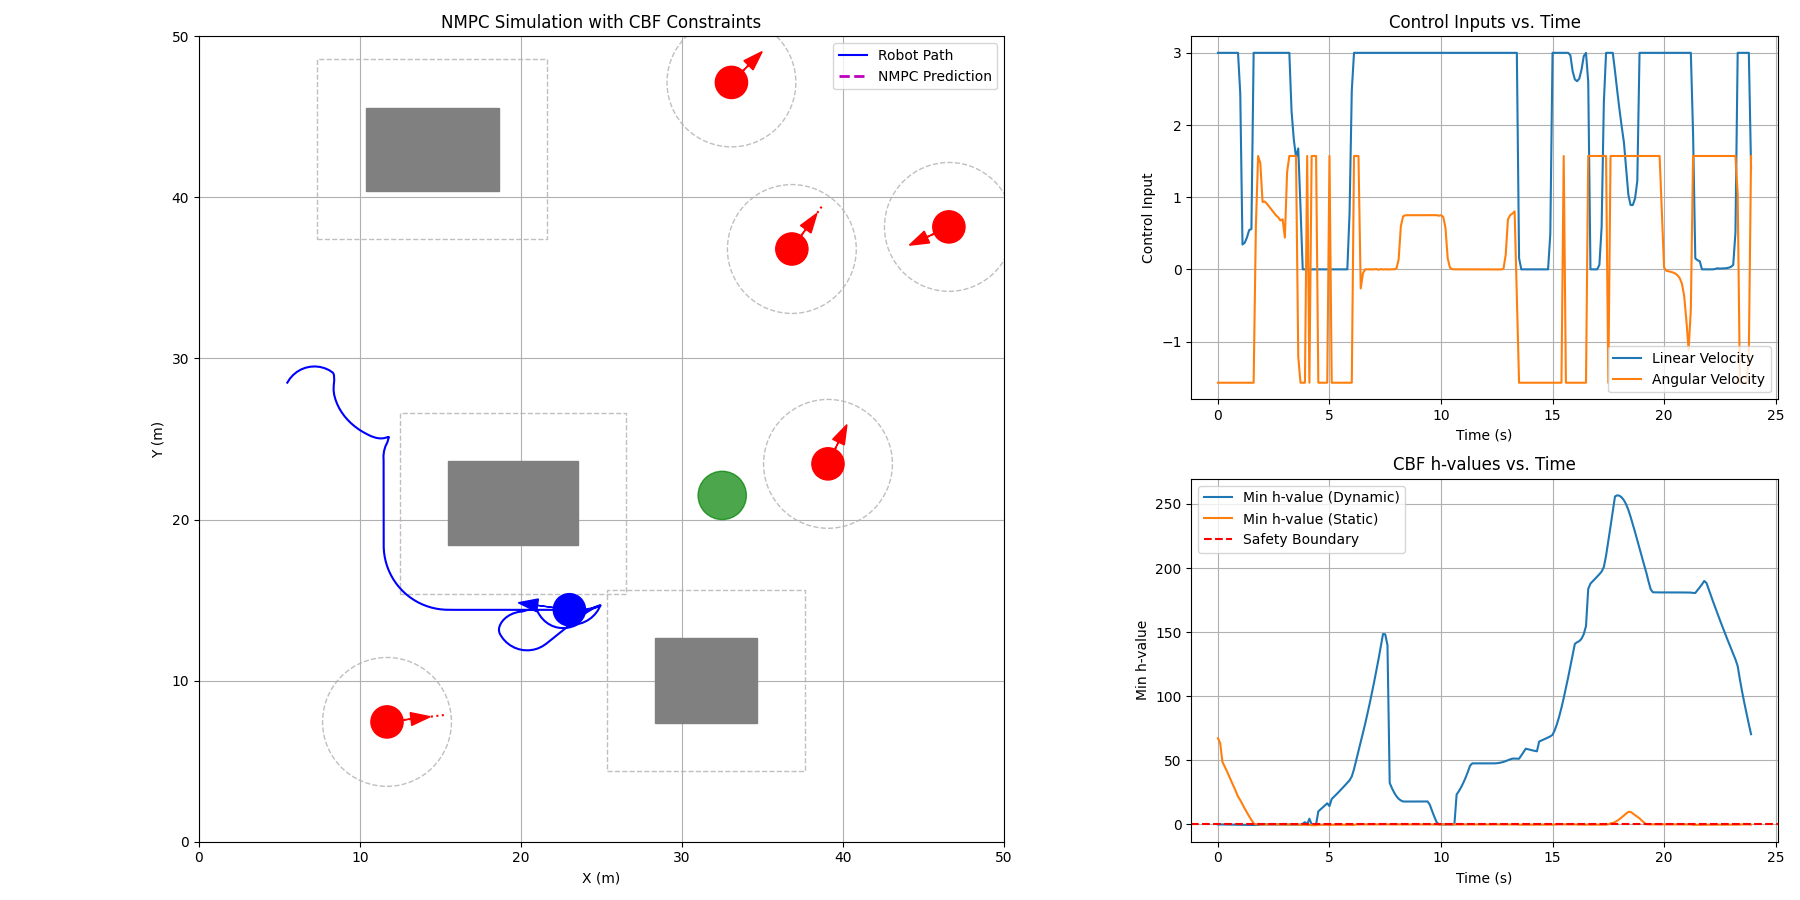 NMPC Simulation with CBF Constraints
50
40
30
20
10
0
Y (m)
0 10 20 30 40 50
X (m)
Robot Path
NMPC Prediction
Control Inputs vs. Time
3
2
1
0
−1
Control Input
0 5 10 15 20 25
Time (s)
Linear Velocity
Angular Velocity
CBF h-values vs. Time
250
200
150
100
50
0
Min h-value
0 5 10 15 20 25
Time (s)
Min h-value (Dynamic)
Min h-value (Static)
Safety Boundary